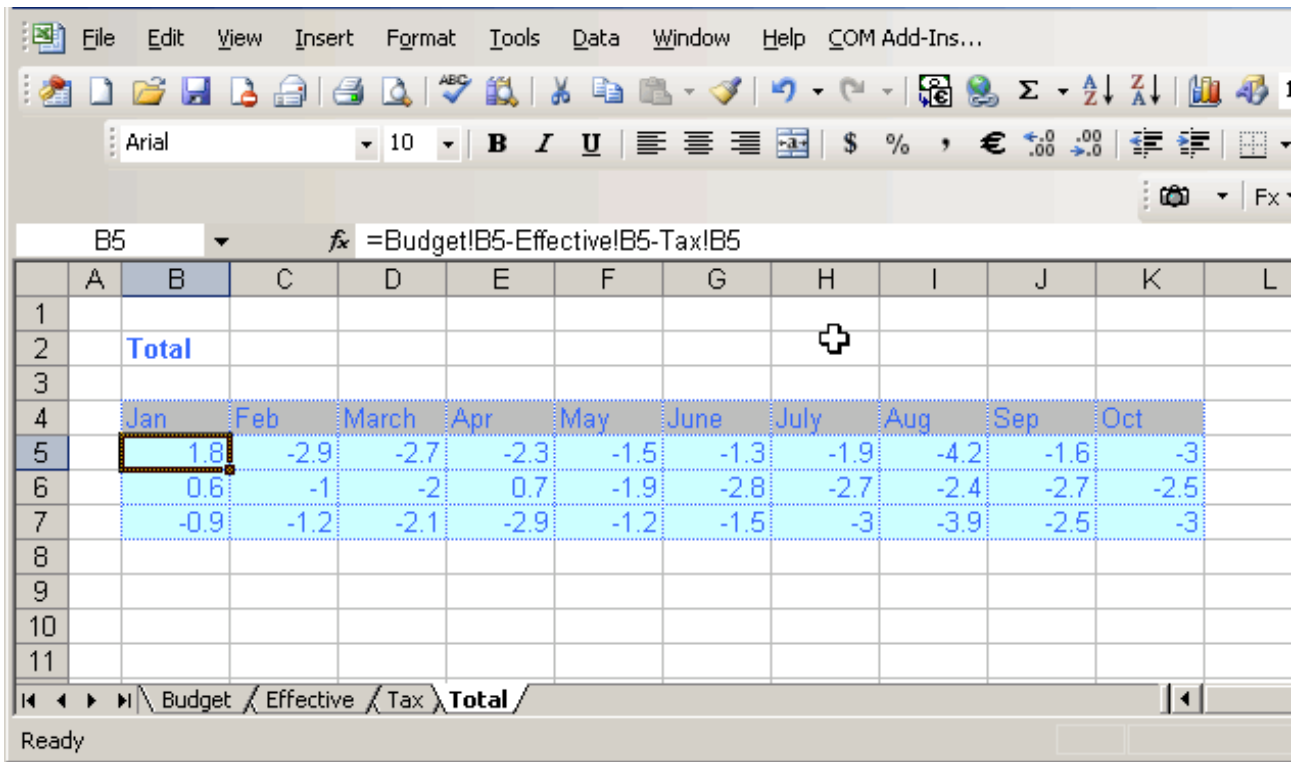 File Edit View Insert Format Tools Data Window Help COM Add-Ins...
ABC Σ A Z Z A
Arial 10 B I U a $ % , € .0 .00 .00 .0
Fx
B5 fx =Budget!B5-Effective!B5-Tax!B5
A B C D E F G H I J K L
1
2 Total
3
4 Jan Feb March Apr May June July Aug Sep Oct
5 1.8 -2.9 -2.7 -2.3 -1.5 -1.3 -1.9 -4.2 -1.6 -3
6 0.6 -1 -2 0.7 -1.9 -2.8 -2.7 -2.4 -2.7 -2.5
7 -0.9 -1.2 -2.1 -2.9 -1.2 -1.5 -3 -3.9 -2.5 -3
8
9
10
11
Budget Effective Tax Total
Ready